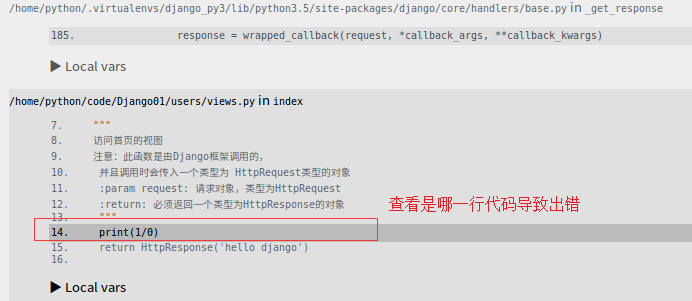 /home/python/.virtualenvs/django_py3/lib/python3.5/site-packages/django/core/handlers/base.py in _get_response
185. response = wrapped_callback(request, *callback_args, **callback_kwargs)
▶ Local vars
/home/python/code/Django01/users/views.py in index
7. """
8. 访问首页的视图
9. 注意：此函数是由Django框架调用的，
10. 并且调用时会传入一个类型为 HttpRequest类型的对象
11. :param request: 请求对象，类型为HttpRequest
12. :return: 必须返回一个类型为HttpResponse的对象
查看是哪一行代码导致出错
13. """
14. print(1/0)
15. return HttpResponse('hello django')
16.
▶ Local vars